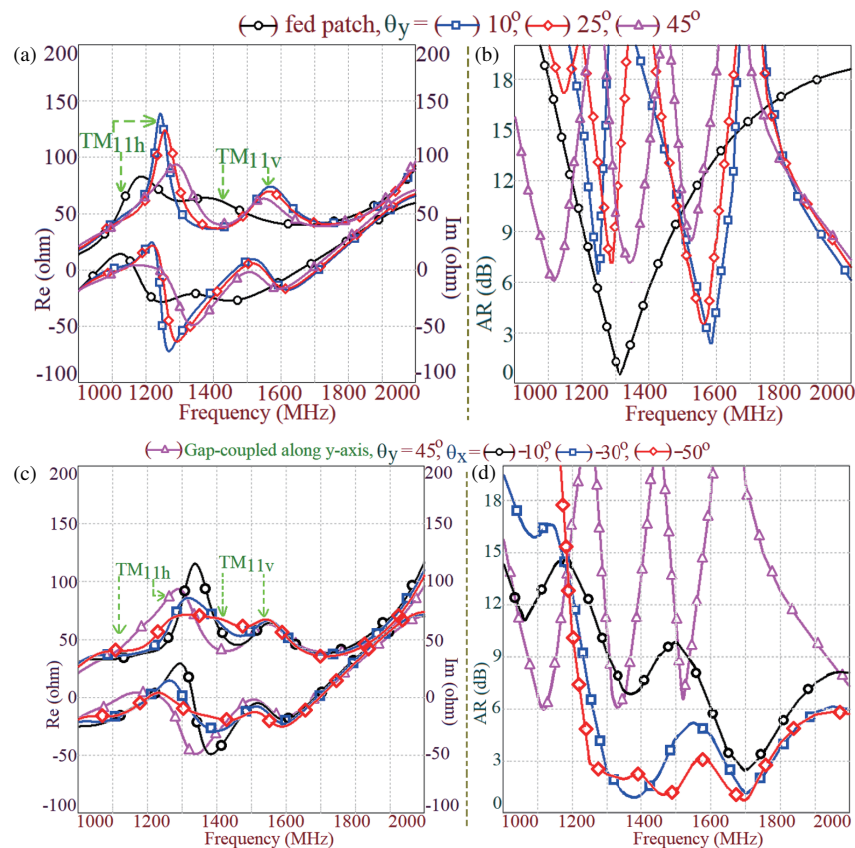 (-○-) fed patch, θy = (-□-) 10°, (-◇-) 25°, (-△-) 45°
(a)
200
150
100
50
0
-50
-100
Re (ohm)
TM11h
TM11v
200
150
100
50
0
-50
-100
Im (ohm)
1000 1200 1400 1600 1800 2000
Frequency (MHz)
(b)
18
15
12
9
6
3
0
AR (dB)
1000 1200 1400 1600 1800 2000
Frequency (MHz)
(-△-) Gap-coupled along y-axis, θy = 45°, θx = (-○-) -10°, (-□-) -30°, (-◇-) -50°
(c)
200
150
100
50
0
-50
-100
Re (ohm)
TM11h
TM11v
200
150
100
50
0
-50
-100
Im (ohm)
1000 1200 1400 1600 1800 2000
Frequency (MHz)
(d)
18
15
12
9
6
3
0
AR (dB)
1000 1200 1400 1600 1800 2000
Frequency (MHz)